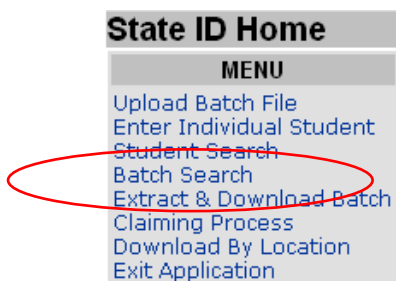 State ID Home
MENU
Upload Batch File
Enter Individual Student
Student Search
Batch Search
Extract & Download Batch
Claiming Process
Download By Location
Exit Application